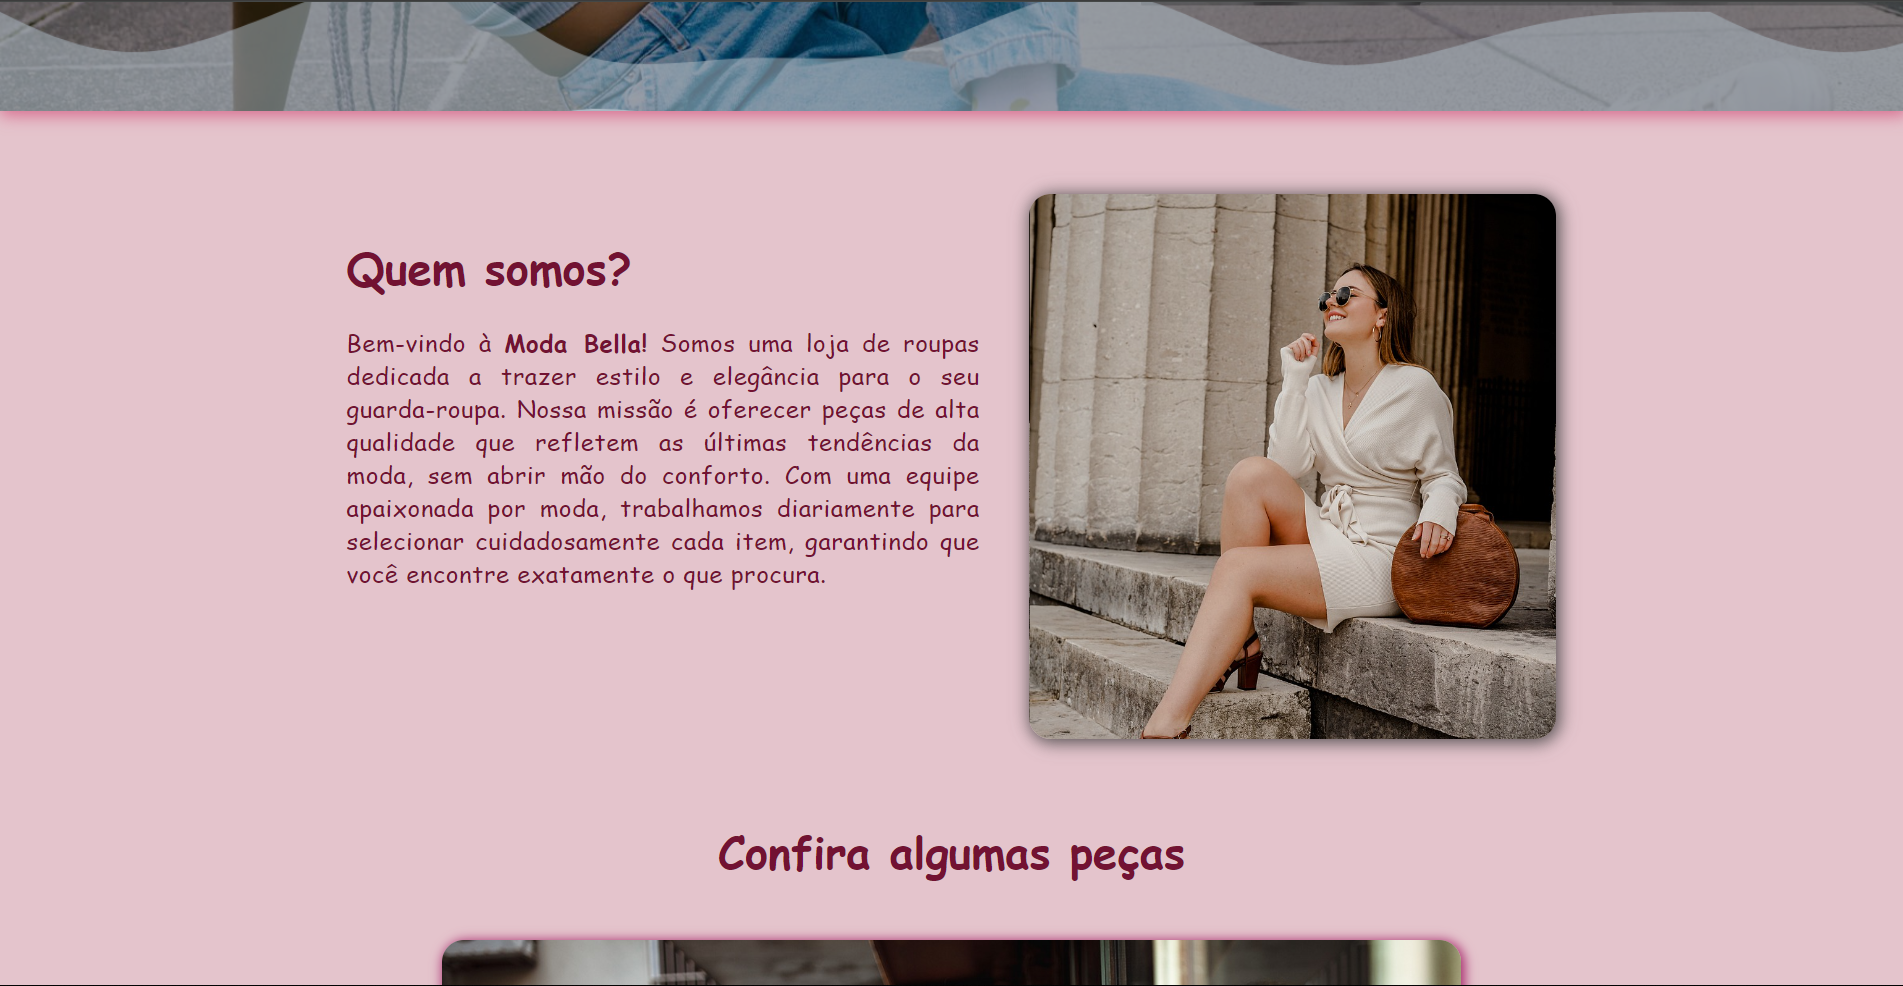 Quem somos?
Bem-vindo à Moda Bella! Somos uma loja de roupas
dedicada a trazer estilo e elegância para o seu
guarda-roupa. Nossa missão é oferecer peças de alta
qualidade que refletem as últimas tendências da
moda, sem abrir mão do conforto. Com uma equipe
apaixonada por moda, trabalhamos diariamente para
selecionar cuidadosamente cada item, garantindo que
você encontre exatamente o que procura.
Confira algumas peças